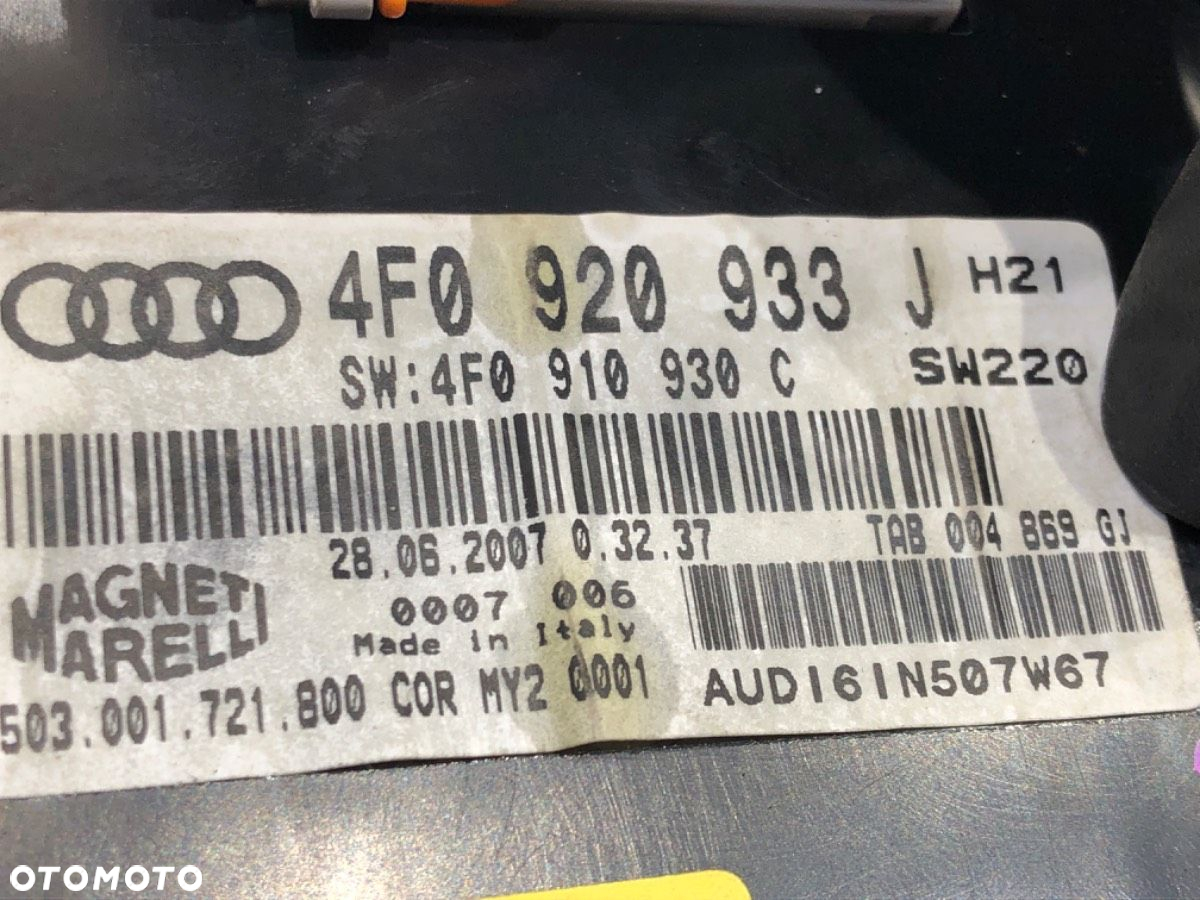 4F0 920 933 J H21
SW:4F0 910 930 C SW220
28.06.2007 0.32.37 TAB 004 869 GJ
MAGNETI
MARELLI
0007 006
Made in Italy
503.001.721.800 COR MY2 0001
AUDI6IN507W67
OTOMOTO